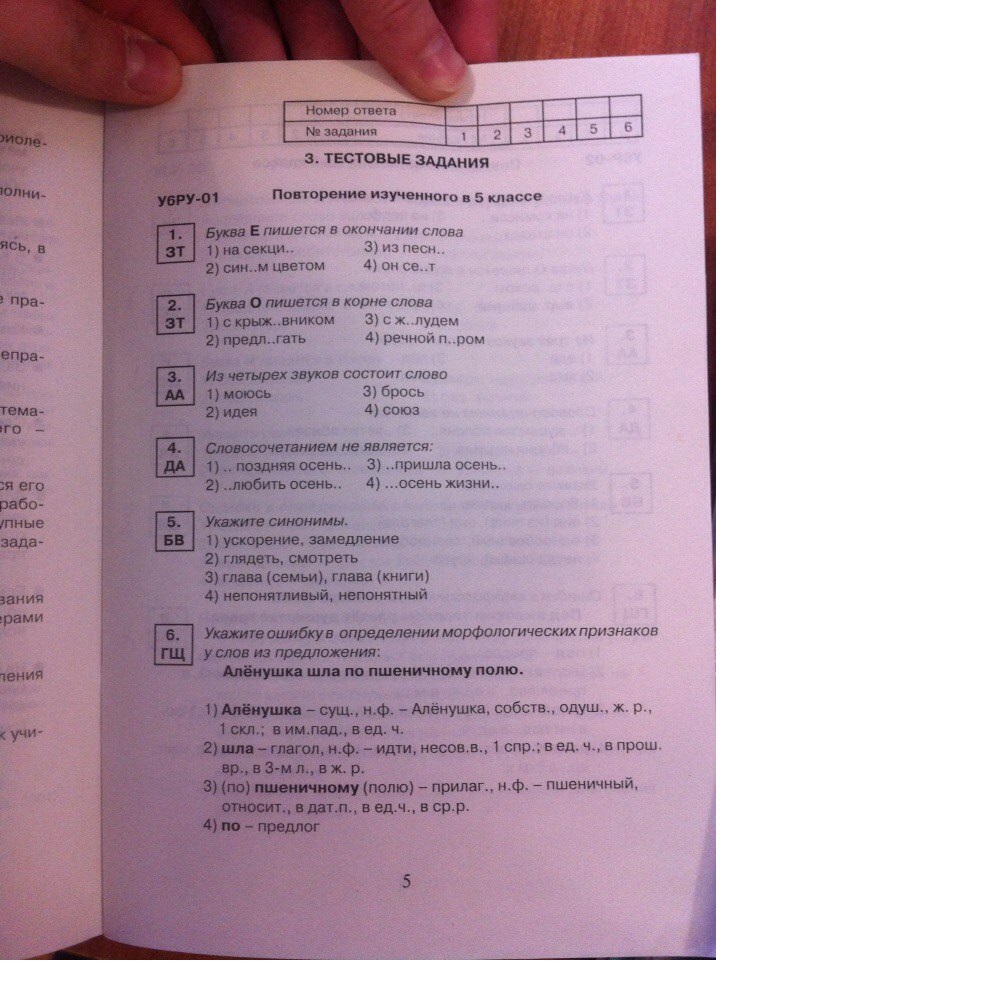 Номер ответа
№ задания 1 2 3 4 5 6
3. ТЕСТОВЫЕ ЗАДАНИЯ
У6РУ-01 Повторение изученного в 5 классе
1. ЗТ
Буква Е пишется в окончании слова
1) на секци.. 3) из песн..
2) син..м цветом 4) он се..т
2. ЗТ
Буква О пишется в корне слова
1) с крыж..вником 3) с ж..лудем
2) предл..гать 4) речной п..ром
3. АА
Из четырех звуков состоит слово
1) моюсь 3) брось
2) идея 4) союз
4. ДА
Словосочетанием не является:
1) .. поздняя осень.. 3) ..пришла осень..
2) ..любить осень.. 4) ...осень жизни..
5. БВ
Укажите синонимы.
1) ускорение, замедление
2) глядеть, смотреть
3) глава (семьи), глава (книги)
4) непонятливый, непонятный
6. ГЩ
Укажите ошибку в определении морфологических признаков
у слов из предложения:
Алёнушка шла по пшеничному полю.
1) Алёнушка – сущ., н.ф. – Алёнушка, собств., одуш., ж. р.,
1 скл.; в им.пад., в ед. ч.
2) шла – глагол, н.ф. – идти, несов.в., 1 спр.; в ед. ч., в прош.
вр., в 3-м л., в ж. р.
3) (по) пшеничному (полю) – прилаг., н.ф. – пшеничный,
относит., в дат.п., в ед.ч., в ср.р.
4) по – предлог
5